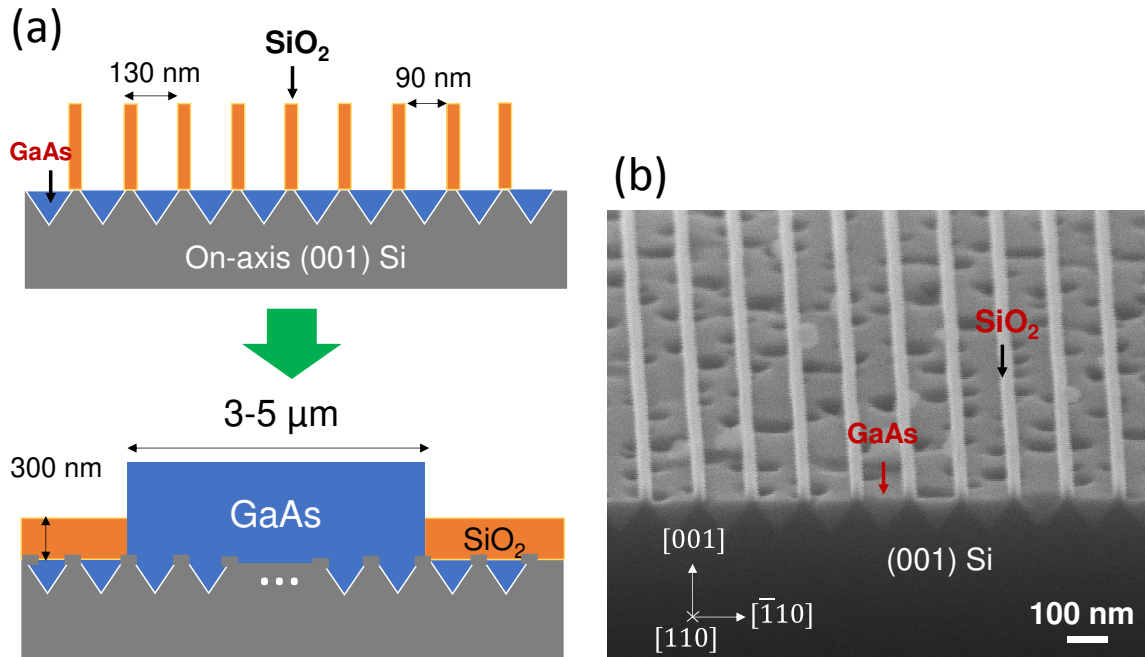 (a)
SiO₂
130 nm
90 nm
GaAs
On-axis (001) Si
3-5 µm
300 nm
GaAs
SiO₂
(b)
SiO₂
GaAs
[001]
(001) Si
[1̅10]
[110]
100 nm